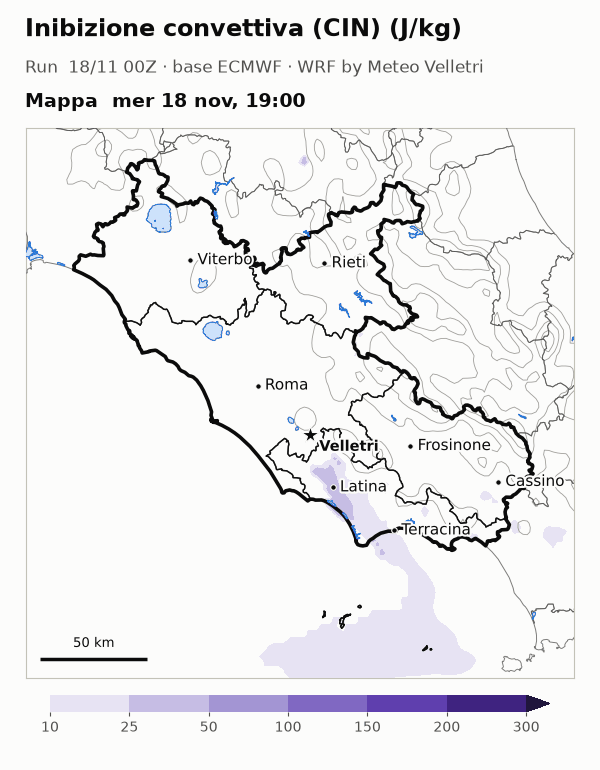 Inibizione convettiva (CIN) (J/kg)
Run 18/11 00Z · base ECMWF · WRF by Meteo Velletri
Mappa mer 18 nov, 19:00
Viterbo
Rieti
Roma
Velletri
Frosinone
Cassino
Latina
Terracina
50 km
10 25 50 100 150 200 300